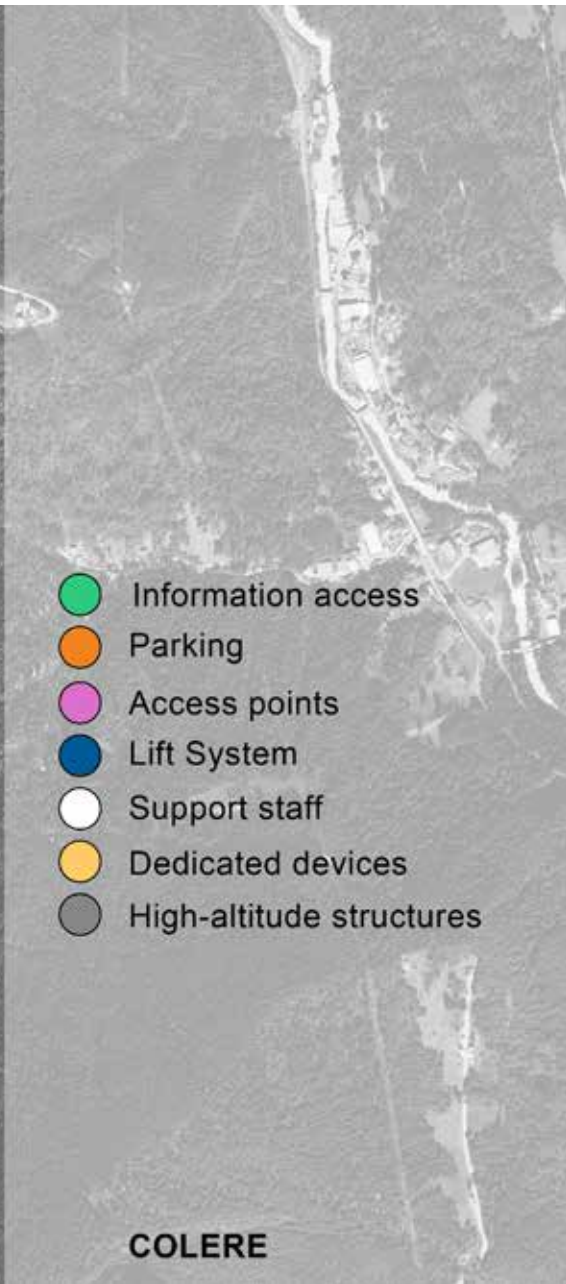 Information access
Parking
Access points
Lift System
Support staff
Dedicated devices
High-altitude structures
COLERE